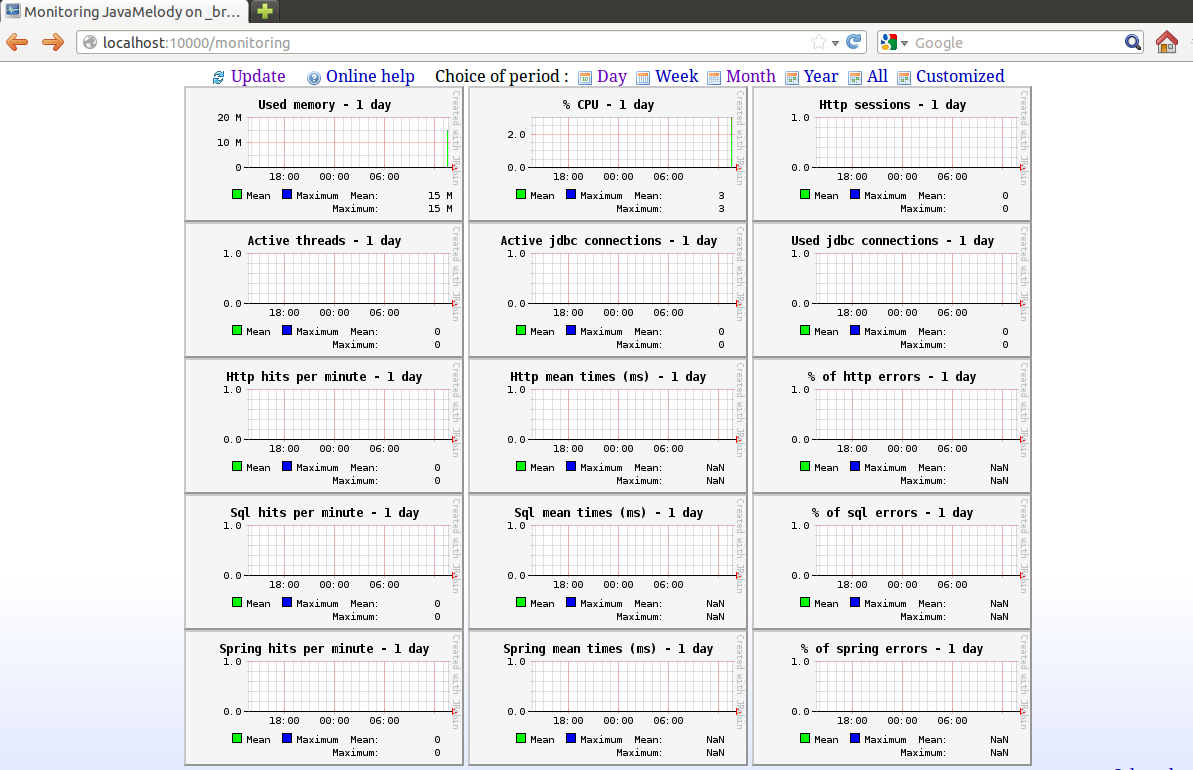 Monitoring JavaMelody on _br...
localhost:10000/monitoring
Google
Update Online help Choice of period : Day Week Month Year All Customized
Used memory - 1 day
20 M
10 M
0
18:00 00:00 06:00
Mean Maximum Mean: 15 M
Maximum: 15 M
Created with JRobin
% CPU - 1 day
2.0
0.0
18:00 00:00 06:00
Mean Maximum Mean: 3
Maximum: 3
Created with JRobin
Http sessions - 1 day
1.0
0.0
18:00 00:00 06:00
Mean Maximum Mean: 0
Maximum: 0
Created with JRobin
Active threads - 1 day
1.0
0.0
18:00 00:00 06:00
Mean Maximum Mean: 0
Maximum: 0
Created with JRobin
Active jdbc connections - 1 day
1.0
0.0
18:00 00:00 06:00
Mean Maximum Mean: 0
Maximum: 0
Created with JRobin
Used jdbc connections - 1 day
1.0
0.0
18:00 00:00 06:00
Mean Maximum Mean: 0
Maximum: 0
Created with JRobin
Http hits per minute - 1 day
1.0
0.0
18:00 00:00 06:00
Mean Maximum Mean: 0
Maximum: 0
Created with JRobin
Http mean times (ms) - 1 day
1.0
0.0
18:00 00:00 06:00
Mean Maximum Mean: NaN
Maximum: NaN
Created with JRobin
% of http errors - 1 day
1.0
0.0
18:00 00:00 06:00
Mean Maximum Mean: NaN
Maximum: NaN
Created with JRobin
Sql hits per minute - 1 day
1.0
0.0
18:00 00:00 06:00
Mean Maximum Mean: 0
Maximum: 0
Created with JRobin
Sql mean times (ms) - 1 day
1.0
0.0
18:00 00:00 06:00
Mean Maximum Mean: NaN
Maximum: NaN
Created with JRobin
% of sql errors - 1 day
1.0
0.0
18:00 00:00 06:00
Mean Maximum Mean: NaN
Maximum: NaN
Created with JRobin
Spring hits per minute - 1 day
1.0
0.0
18:00 00:00 06:00
Mean Maximum Mean: 0
Maximum: 0
Created with JRobin
Spring mean times (ms) - 1 day
1.0
0.0
18:00 00:00 06:00
Mean Maximum Mean: NaN
Maximum: NaN
Created with JRobin
% of spring errors - 1 day
1.0
0.0
18:00 00:00 06:00
Mean Maximum Mean: NaN
Maximum: NaN
Created with JRobin